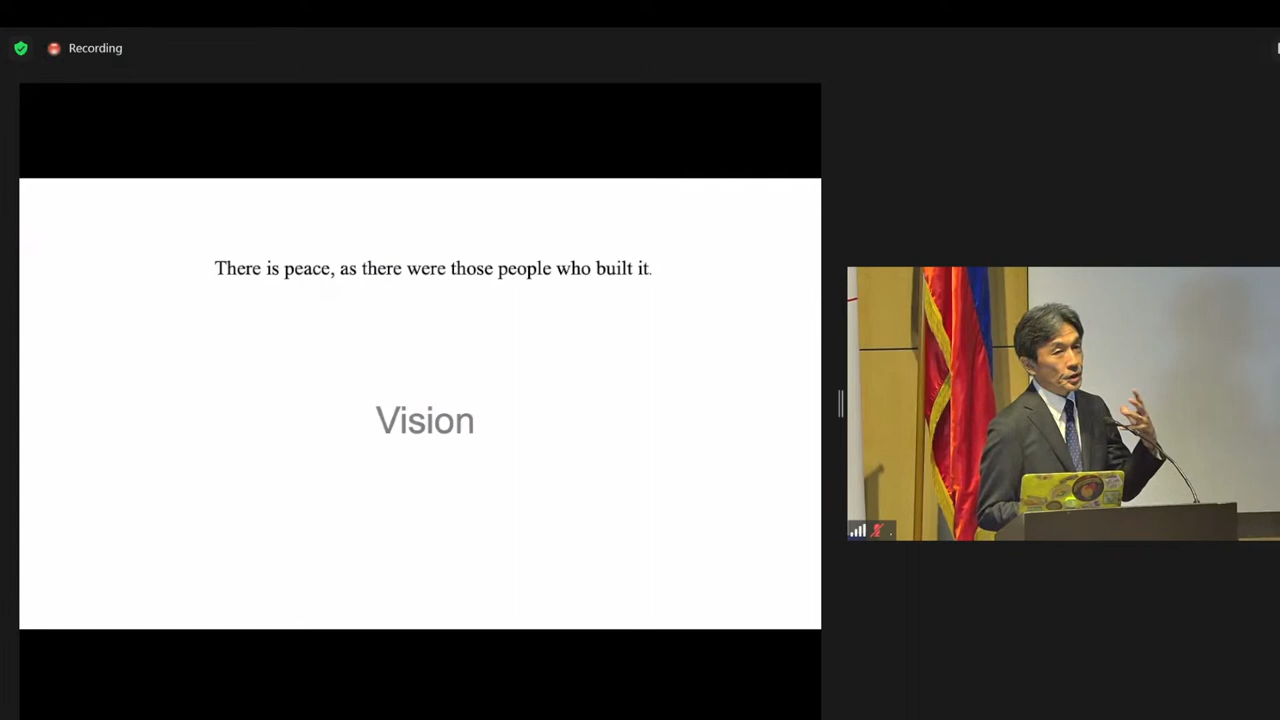 Recording
There is peace, as there were those people who built it.
Vision